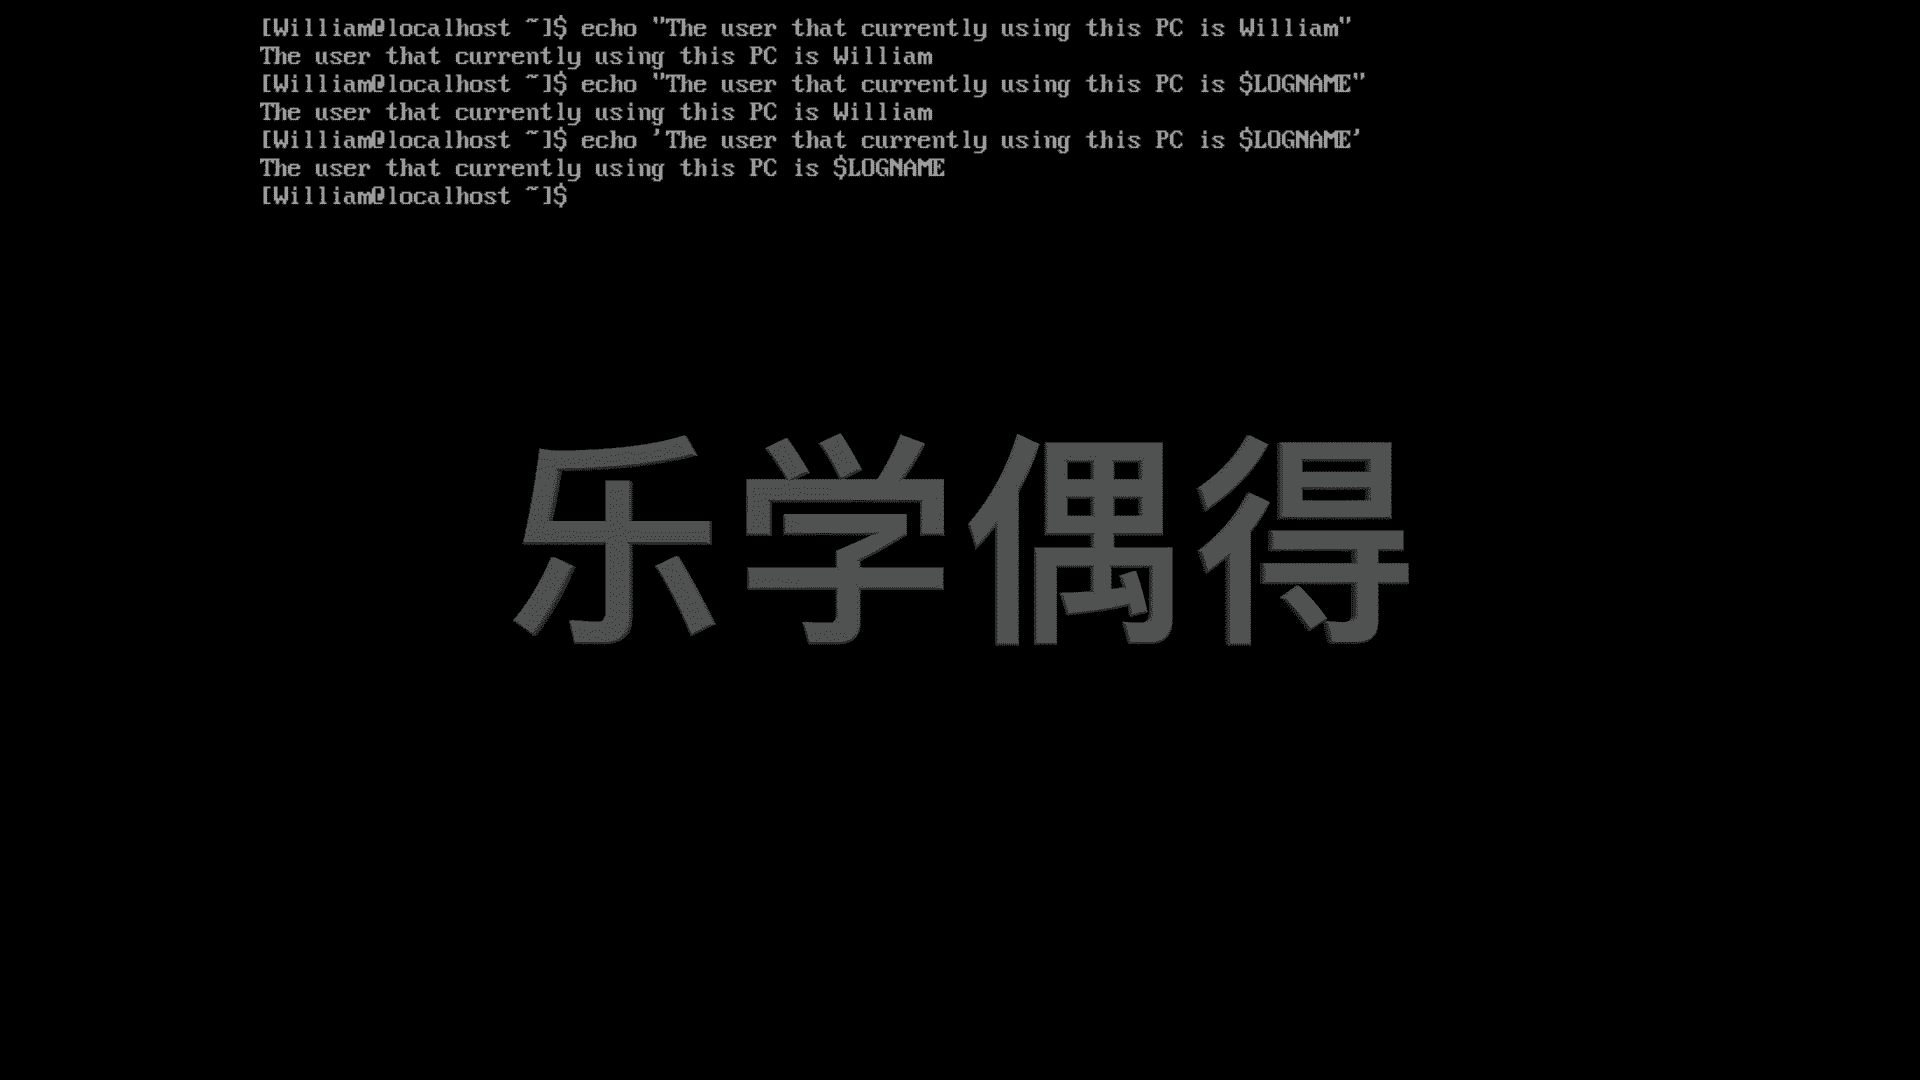 [William@localhost ~]$ echo "The user that currently using this PC is William"
The user that currently using this PC is William
[William@localhost ~]$ echo "The user that currently using this PC is $LOGNAME"
The user that currently using this PC is William
[William@localhost ~]$ echo 'The user that currently using this PC is $LOGNAME'
The user that currently using this PC is $LOGNAME
[William@localhost ~]$
乐学偶得